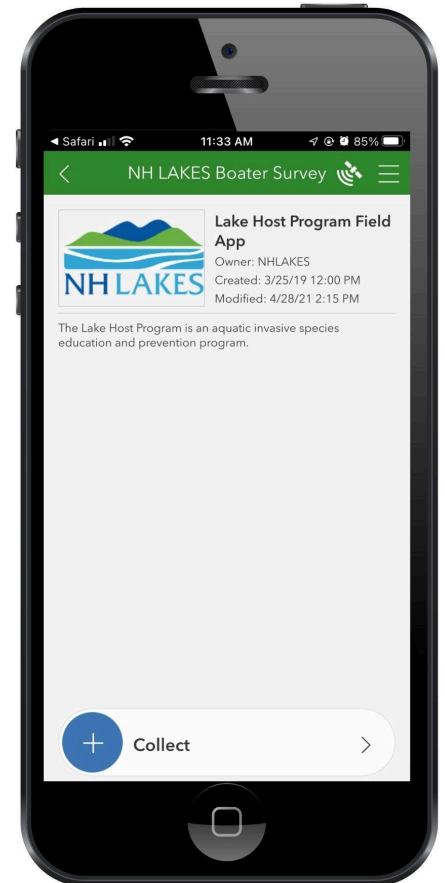 Safari 11:33 AM 85%
NH LAKES Boater Survey
Lake Host Program Field
App
Owner: NHLAKES
Created: 3/25/19 12:00 PM
Modified: 4/28/21 2:15 PM
NH LAKES
The Lake Host Program is an aquatic invasive species
education and prevention program.
Collect